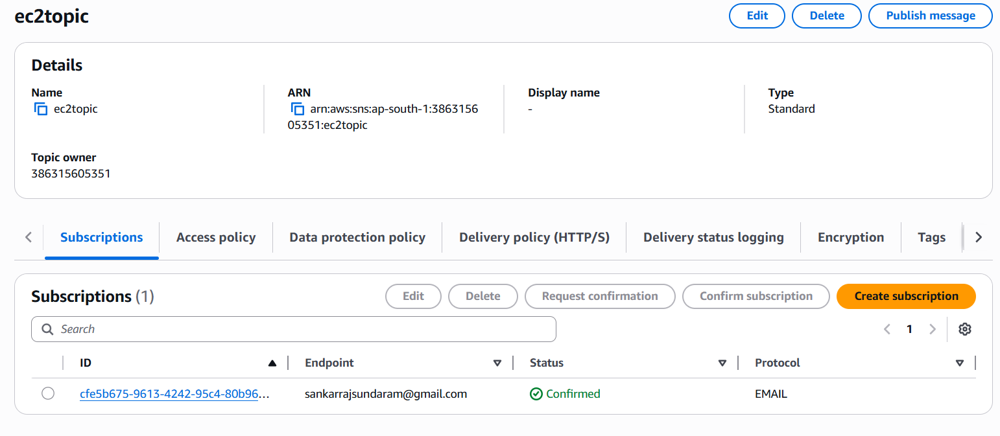 ec2topic
Edit
Delete
Publish message
Details
Name
ec2topic
ARN
arn:aws:sns:ap-south-1:3863156
05351:ec2topic
Display name
-
Type
Standard
Topic owner
386315605351
Subscriptions
Access policy
Data protection policy
Delivery policy (HTTP/S)
Delivery status logging
Encryption
Tags
Subscriptions (1)
Edit
Delete
Request confirmation
Confirm subscription
Create subscription
Search
1
ID
Endpoint
Status
Protocol
cfe5b675-9613-4242-95c4-80b96...
sankarrajsundaram@gmail.com
Confirmed
EMAIL